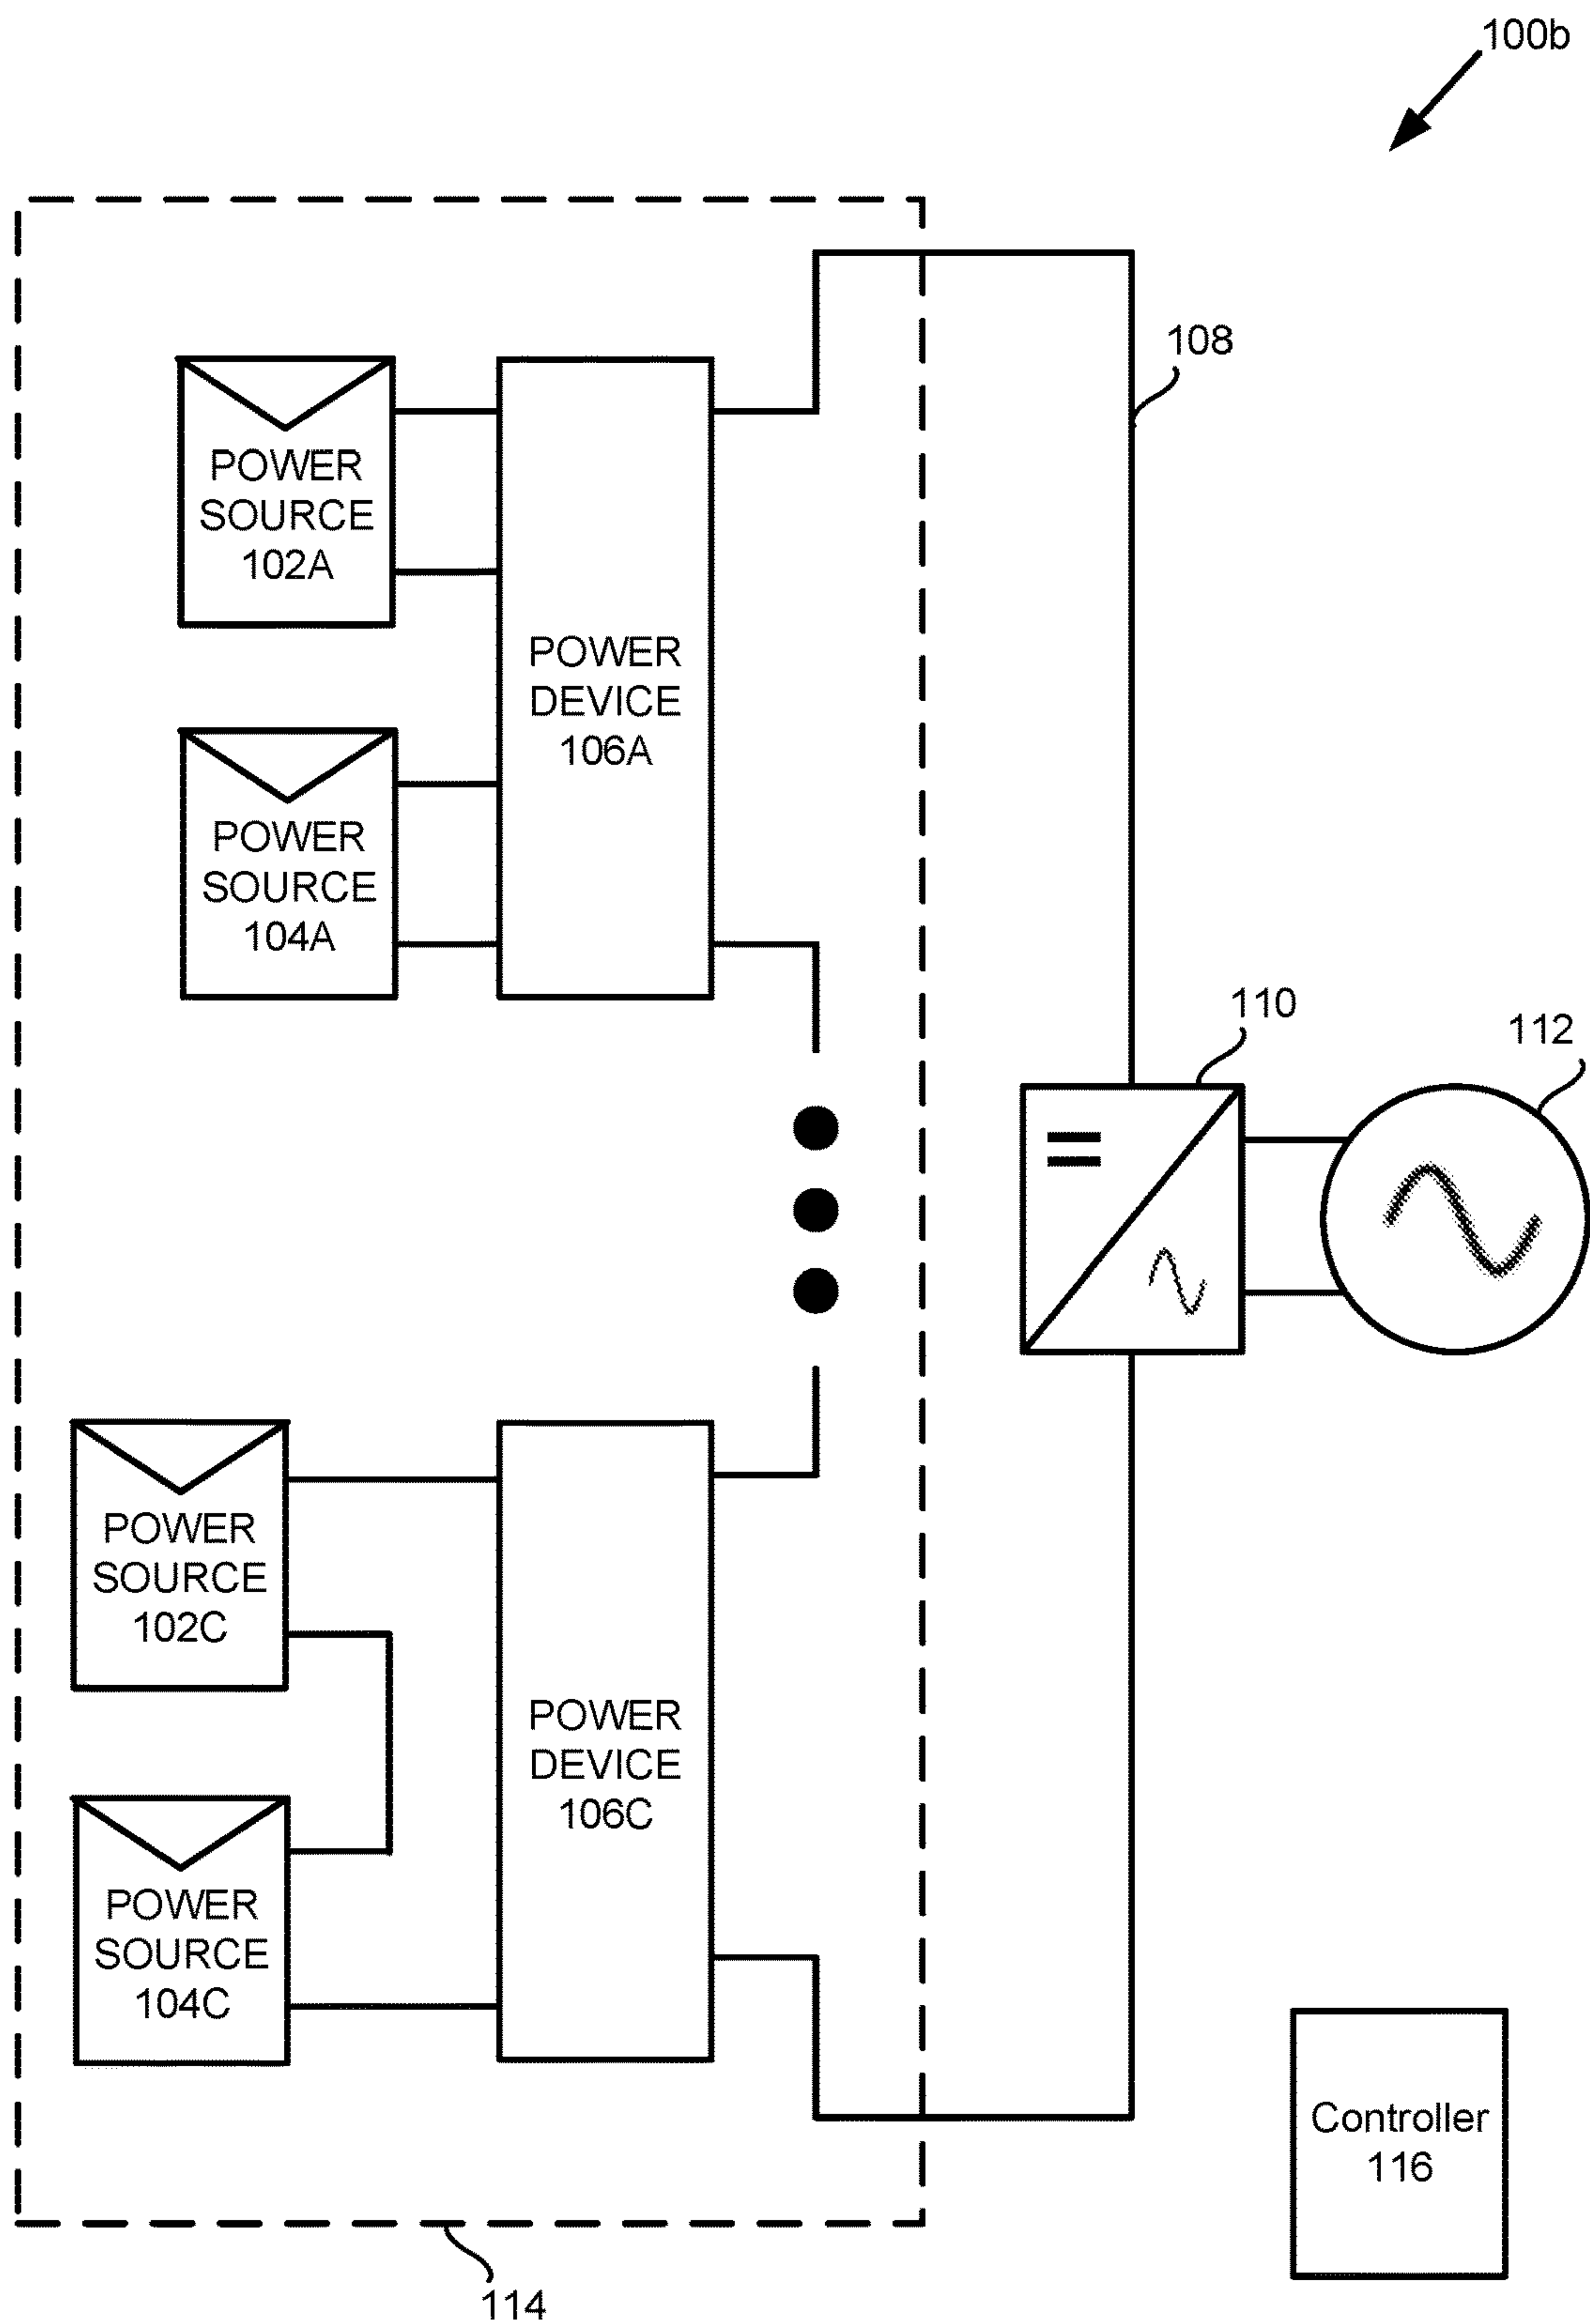 100b
108
POWER
SOURCE
102A
POWER
DEVICE
106A
POWER
SOURCE
104A
110
112
POWER
SOURCE
102C
POWER
DEVICE
106C
POWER
SOURCE
104C
Controller
116
114